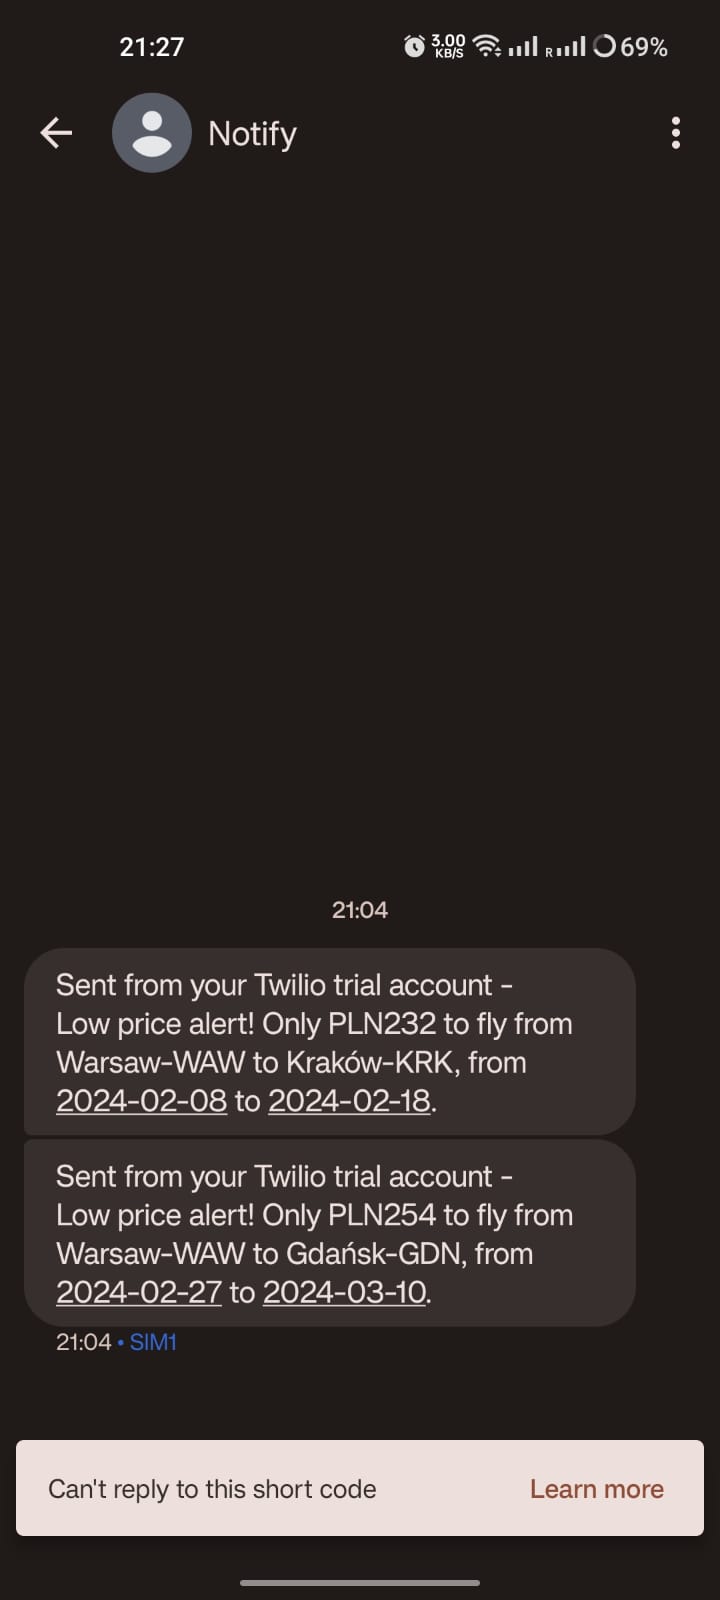 21:27
3.00
KB/S
R
69%
Notify
21:04
Sent from your Twilio trial account -
Low price alert! Only PLN232 to fly from
Warsaw-WAW to Kraków-KRK, from
2024-02-08 to 2024-02-18.
Sent from your Twilio trial account -
Low price alert! Only PLN254 to fly from
Warsaw-WAW to Gdańsk-GDN, from
2024-02-27 to 2024-03-10.
21:04 • SIM1
Can't reply to this short code
Learn more